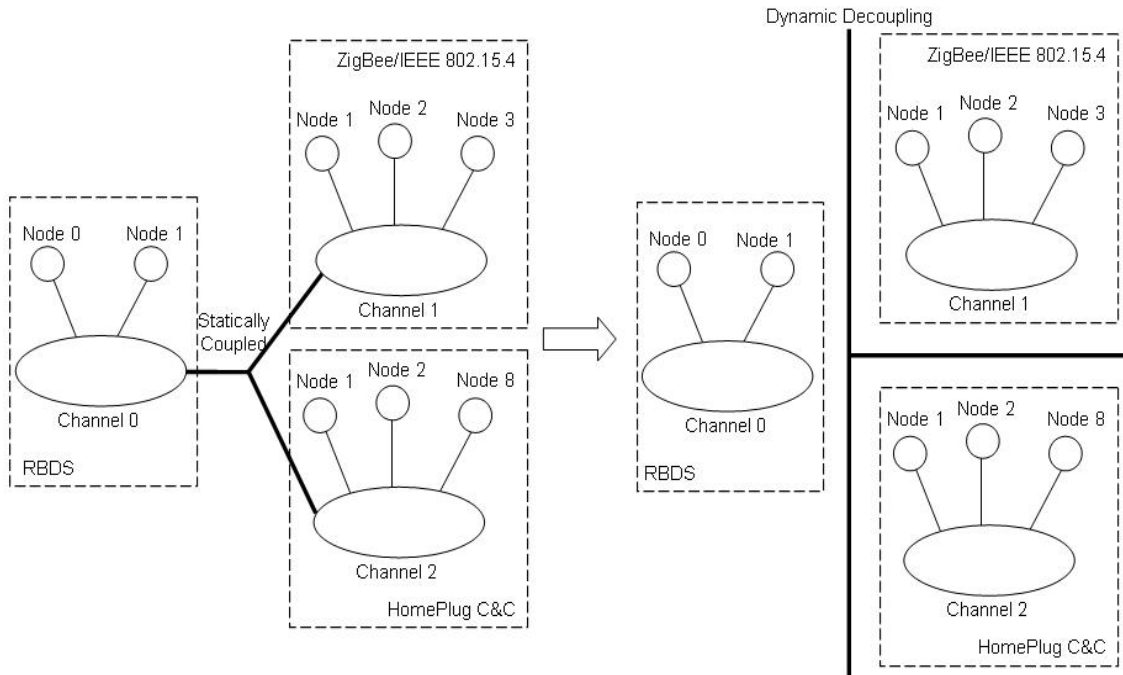 ZigBee/IEEE 802.15.4
Node 1
Node 2
Node 3
Channel 1
Node 0
Node 1
Channel 0
RBDS
Statically
Coupled
Node 1
Node 2
Node 8
Channel 2
HomePlug C&C
Dynamic Decoupling
Node 0
Node 1
Channel 0
RBDS
ZigBee/IEEE 802.15.4
Node 1
Node 2
Node 3
Channel 1
Node 1
Node 2
Node 8
Channel 2
HomePlug C&C